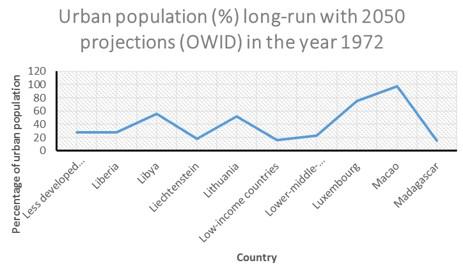 Urban population (%) long-run with 2050
projections (OWID) in the year 1972
Percentage of urban population
120
100
80
60
40
20
0
Less developed...
Liberia
Libya
Liechtenstein
Lithuania
Low-income countries
Lower-middle-...
Luxembourg
Macao
Madagascar
Country